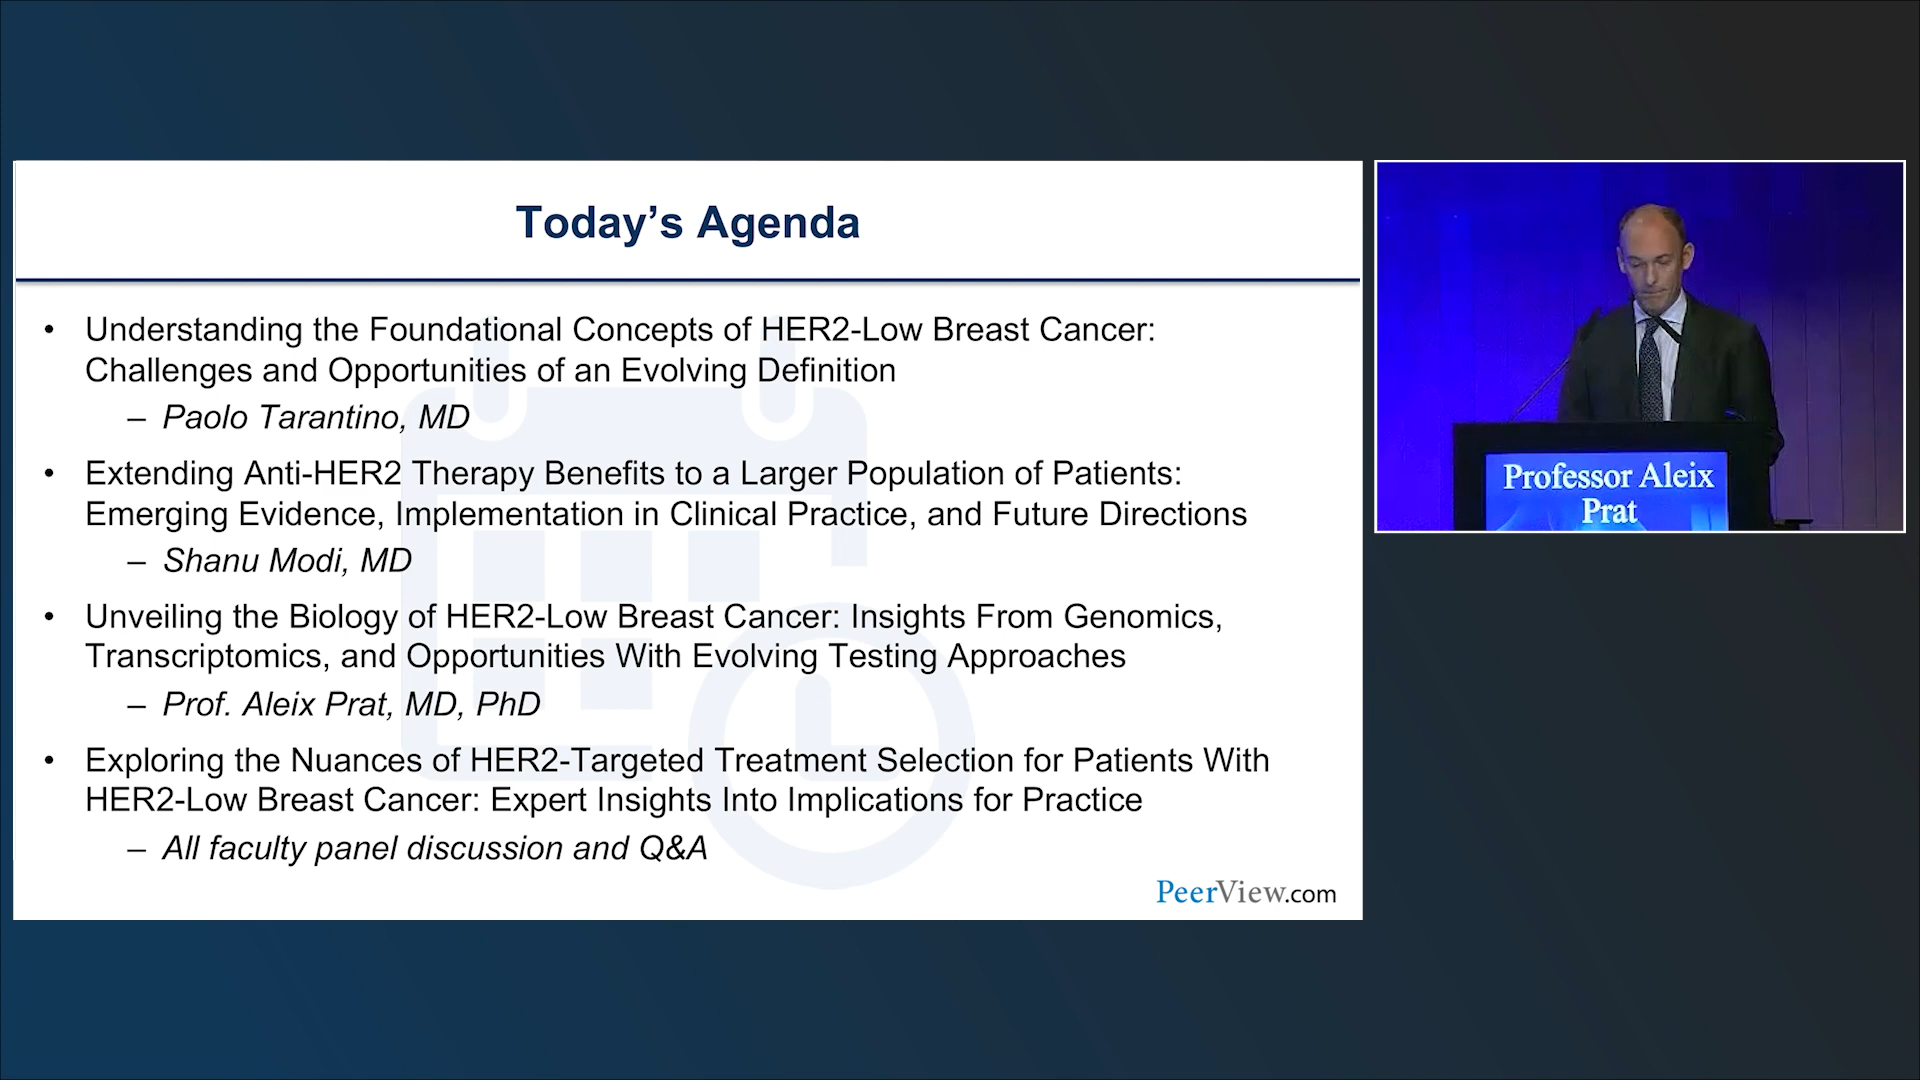 Today's Agenda
• Understanding the Foundational Concepts of HER2-Low Breast Cancer:
Challenges and Opportunities of an Evolving Definition
– Paolo Tarantino, MD
• Extending Anti-HER2 Therapy Benefits to a Larger Population of Patients:
Emerging Evidence, Implementation in Clinical Practice, and Future Directions
– Shanu Modi, MD
• Unveiling the Biology of HER2-Low Breast Cancer: Insights From Genomics,
Transcriptomics, and Opportunities With Evolving Testing Approaches
– Prof. Aleix Prat, MD, PhD
• Exploring the Nuances of HER2-Targeted Treatment Selection for Patients With
HER2-Low Breast Cancer: Expert Insights Into Implications for Practice
– All faculty panel discussion and Q&A
PeerView.com
Professor Aleix
Prat